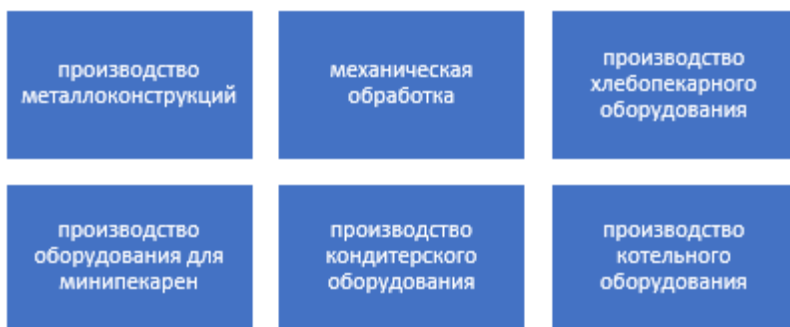 производство
металлоконструкций
механическая
обработка
производство
хлебопекарного
оборудования
производство
оборудования для
минипекарен
производство
кондитерского
оборудования
производство
котельного
оборудования